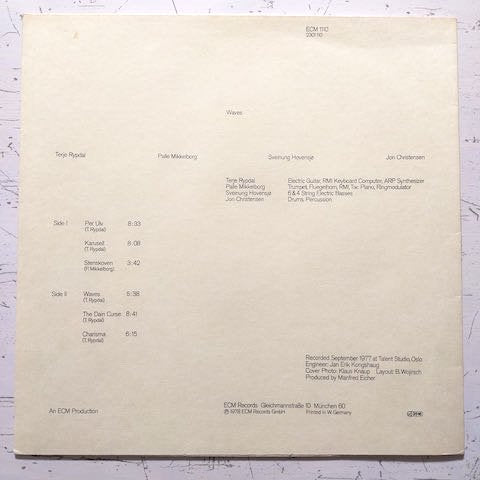 ECM 1110
2301 110
Waves
Terje Rypdal Palle Mikkelborg Sveinung Hovensjø Jon Christensen
Terje Rypdal Electric Guitar, RMI Keyboard Computer, ARP Synthesizer
Palle Mikkelborg Trumpet, Fluegelhorn, RMI, Tac Piano, Ringmodulator
Sveinung Hovensjø 6 & 4 String Electric Basses
Jon Christensen Drums, Percussion
Side I Per Ulv 8:33
(T. Rypdal)
Karusell 8:08
(T. Rypdal)
Stenskoven 3:42
(P. Mikkelborg)
Side II Waves 5:38
(T. Rypdal)
The Dain Curse 8:41
(T. Rypdal)
Charisma 6:15
(T. Rypdal)
Recorded September 1977 at Talent Studio, Oslo
Engineer: Jan Erik Kongshaug
Cover Photo: Klaus Knaup Layout: B. Wojirsch
Produced by Manfred Eicher
An ECM Production
ECM Records Gleichmannstraße 10 München 60
℗ 1978 ECM Records GmbH Printed in W. Germany